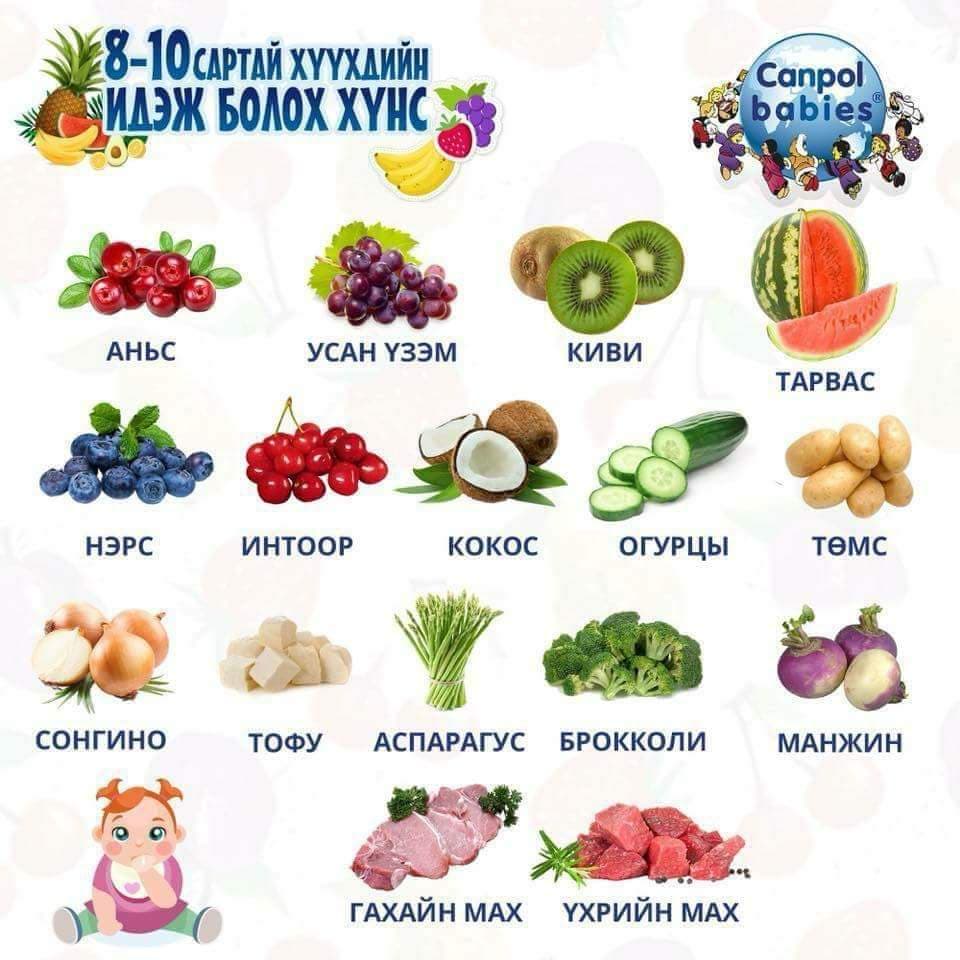 8-10 САРТАЙ ХҮҮХДИЙН
ИДЭЖ БОЛОХ ХҮНС
Canpol
babies®
АНЬС
УСАН ҮЗЭМ
КИВИ
ТАРВАС
НЭРС
ИНТООР
КОКОС
ОГУРЦЫ
ТӨМС
СОНГИНО
ТОФУ
АСПАРАГУС
БРОККОЛИ
МАНЖИН
ГАХАЙН МАХ
ҮХРИЙН МАХ